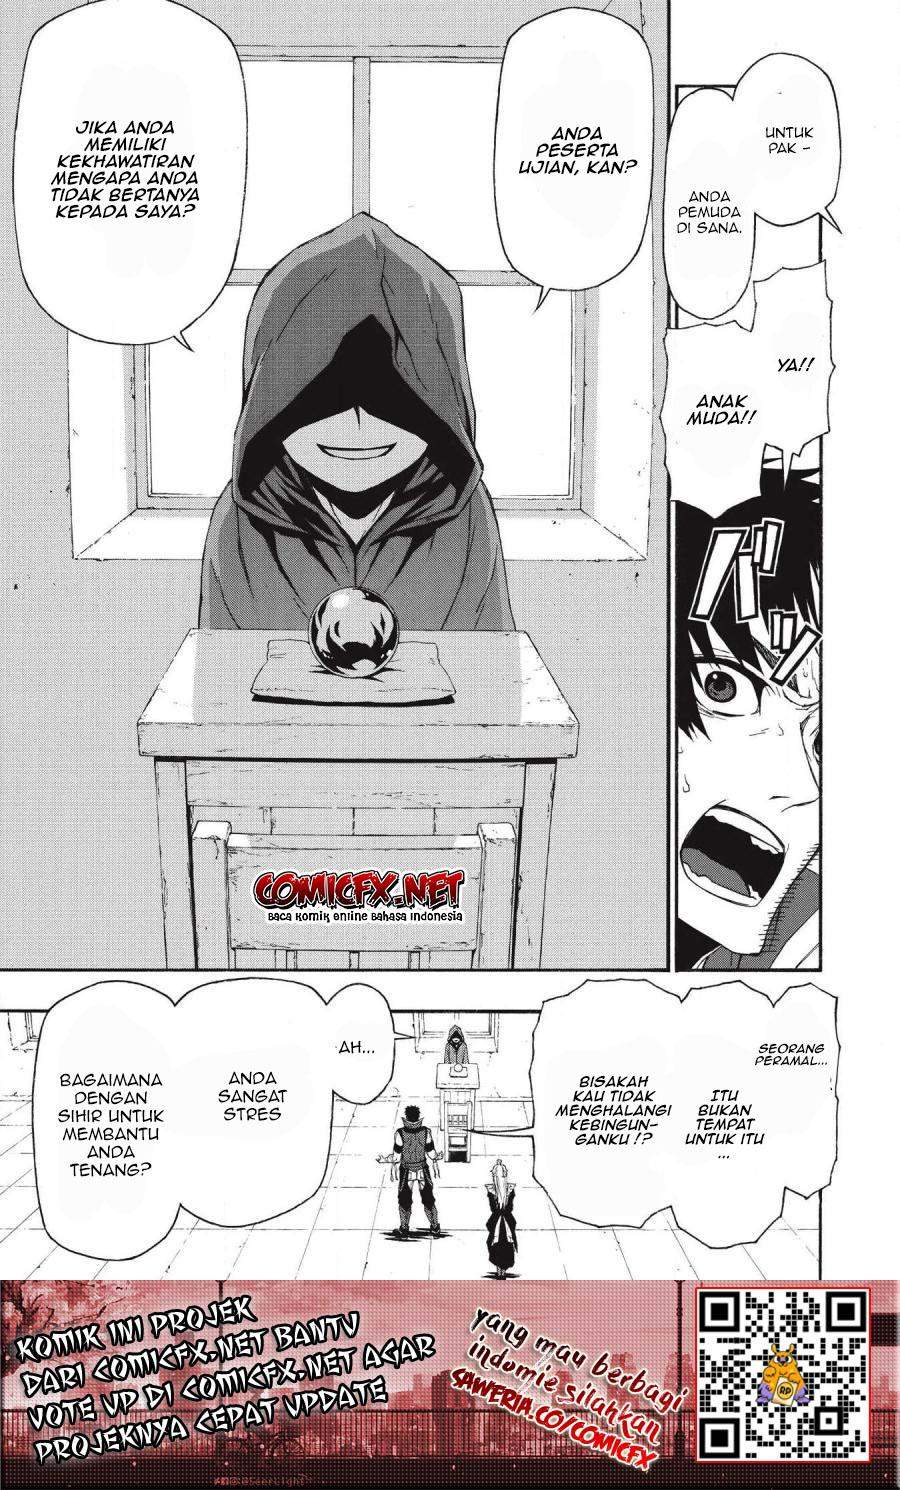 UNTUK
PAK -
ANDA
PEMUDA
DI SANA.
YA!!
ANAK
MUDA!!
バッ
ANDA
PESERTA
UJIAN, KAN?
JIKA ANDA
MEMILIKI
KEKHAWATIRAN
MENGAPA ANDA
TIDAK BERTANYA
KEPADA SAYA?
COMICFX.NET
BACA KOMIK ONLINE BAHASA INDONESIA
SEORANG
PERAMAL...
ITU
BUKAN
TEMPAT
UNTUK ITU
...
BISAKAH
KAU TIDAK
MENGHALANGI
KEBINGUN-
GANKU !?
AH...
ANDA
SANGAT
STRES
BAGAIMANA
DENGAN
SIHIR UNTUK
MEMBANTU
ANDA
TENANG?
KOMIK INI PROJEK
DARI COMICFX.NET BANTU
VOTE UP DI COMICFX.NET AGAR
PROJEKNYA CEPAT UPDATE
yang mau berbagi
indomie silahkan
SAWERIA.CO/COMICFX
RP